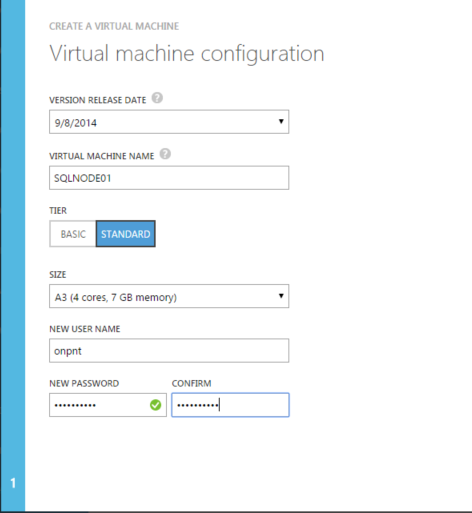 CREATE A VIRTUAL MACHINE
Virtual machine configuration
VERSION RELEASE DATE ?
9/8/2014
VIRTUAL MACHINE NAME ?
SQLNODE01
TIER
BASIC STANDARD
SIZE
A3 (4 cores, 7 GB memory)
NEW USER NAME
onpnt
NEW PASSWORD CONFIRM
•••••••••• ••••••••••
1